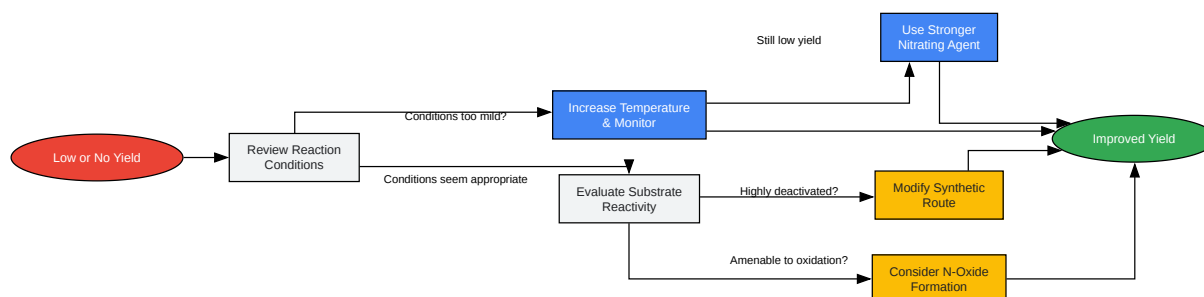 Use Stronger
Nitrating Agent
Still low yield
Increase Temperature
& Monitor
Conditions too mild?
Improved Yield
Low or No Yield
Review Reaction
Conditions
Conditions seem appropriate
Evaluate Substrate
Reactivity
Highly deactivated?
Modify Synthetic
Route
Amenable to oxidation?
Consider N-Oxide
Formation